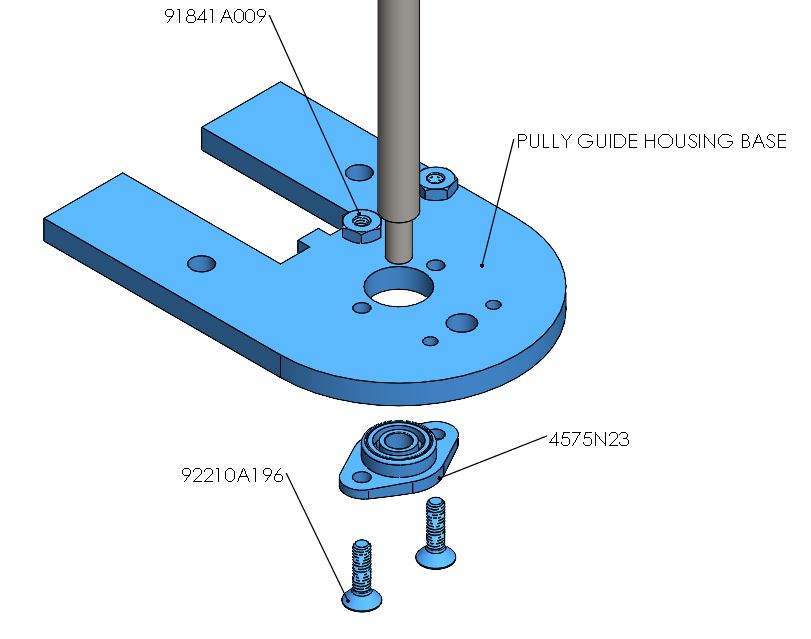 91841A009
PULLY GUIDE HOUSING BASE
4575N23
92210A196